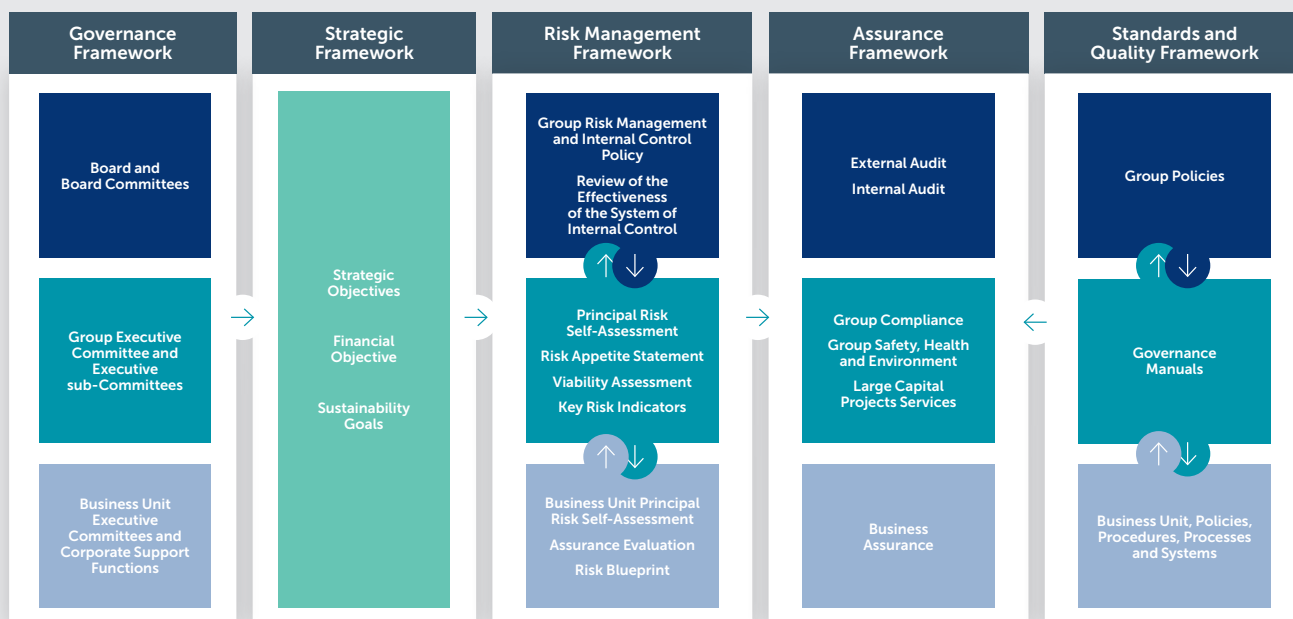 Governance
Framework
Board and
Board Committees
Group Executive
Committee and
Executive
sub-Committees
Business Unit
Executive
Committees and
Corporate Support
Functions
Strategic
Framework
Strategic
Objectives
Financial
Objective
Sustainability
Goals
Risk Management
Framework
Group Risk Management
and Internal Control
Policy
Review of the
Effectiveness
of the System of
Internal Control
Principal Risk
Self-Assessment
Risk Appetite Statement
Viability Assessment
Key Risk Indicators
Business Unit Principal
Risk Self-Assessment
Assurance Evaluation
Risk Blueprint
Assurance
Framework
External Audit
Internal Audit
Group Compliance
Group Safety, Health
and Environment
Large Capital
Projects Services
Business
Assurance
Standards and
Quality Framework
Group Policies
Governance
Manuals
Business Unit, Policies,
Procedures, Processes
and Systems